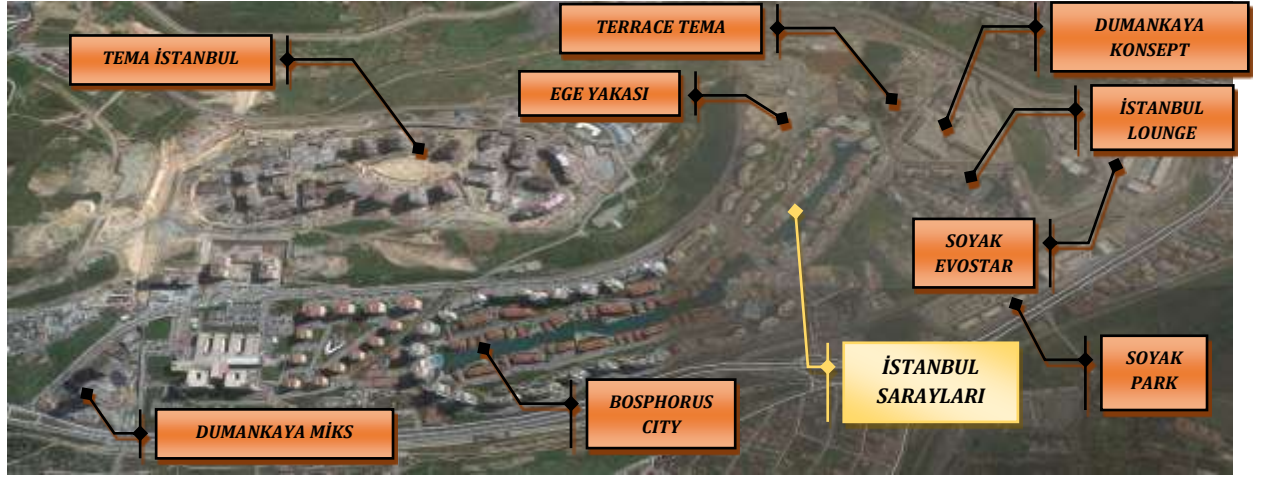 TERRACE TEMA
DUMANKAYA
KONSEPT
TEMA İSTANBUL
EGE YAKASI
İSTANBUL
LOUNGE
SOYAK
EVOSTAR
İSTANBUL
SARAYLARI
SOYAK
PARK
BOSPHORUS
CITY
DUMANKAYA MİKS